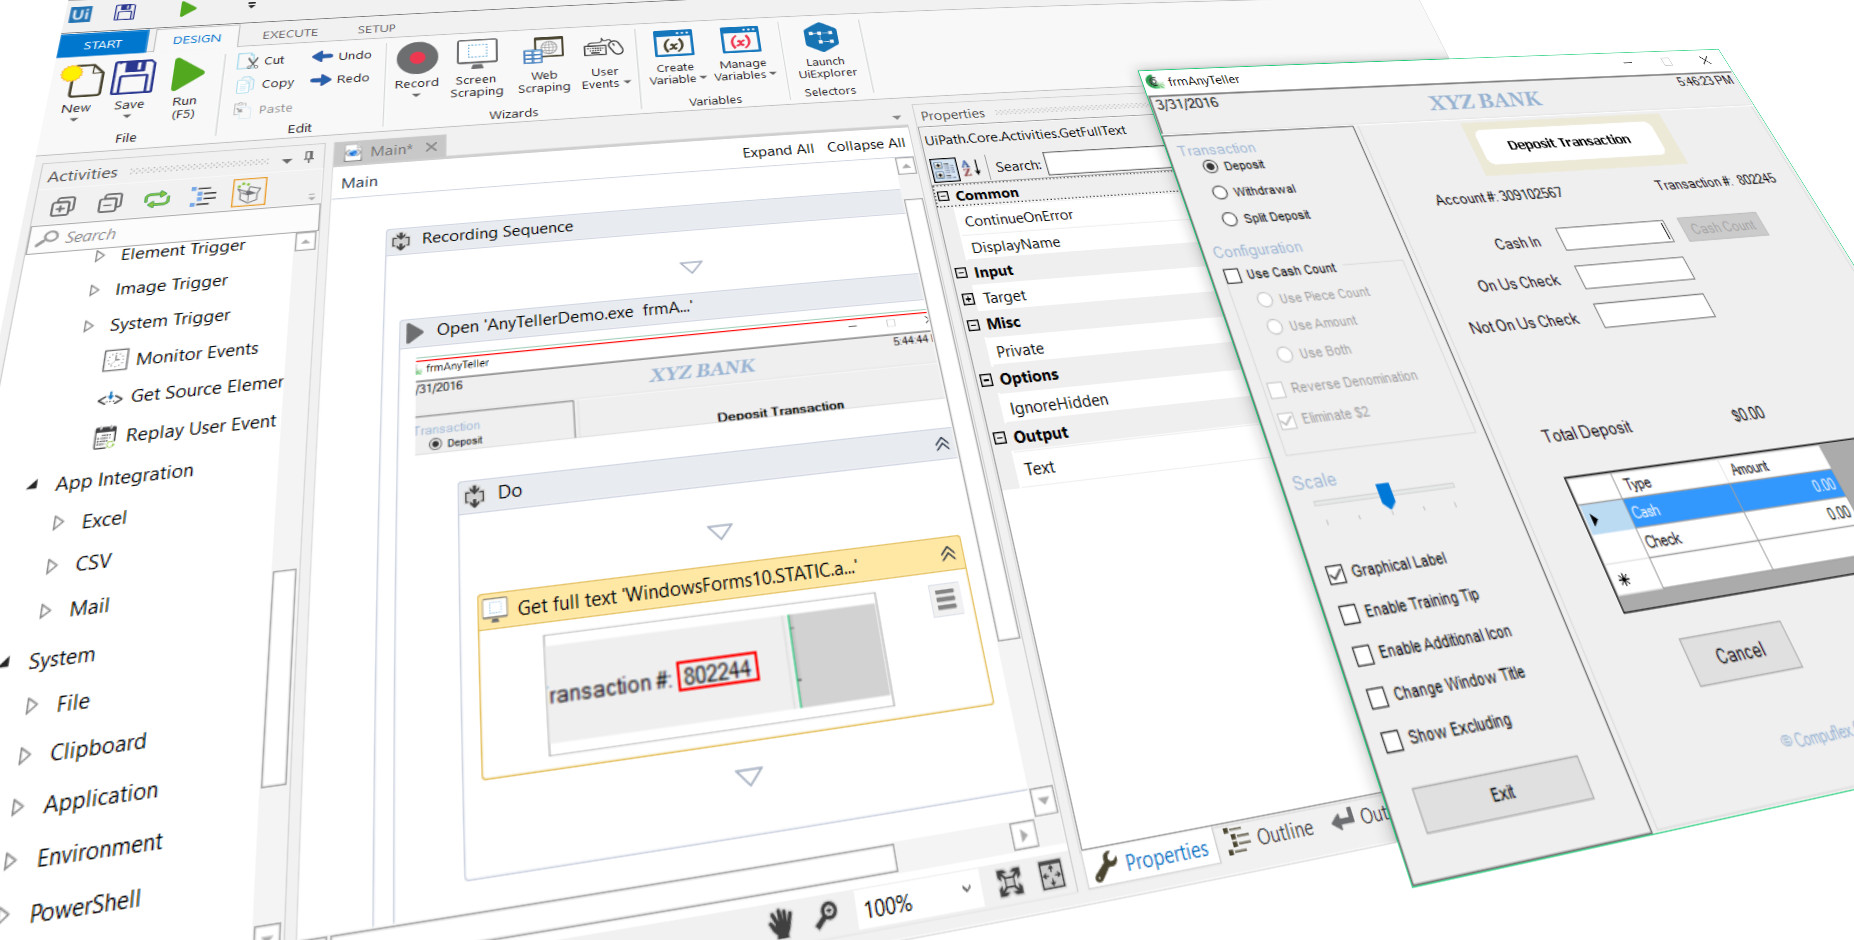 Ui
START
DESIGN
EXECUTE
SETUP
New
Save
Run
(F5)
File
Cut
Copy
Paste
Undo
Redo
Edit
Record
Screen
Scraping
Web
Scraping
User
Events
Wizards
Create
Variable
Manage
Variables
Variables
Launch
UiExplorer
Selectors
Activities
Search
Element Trigger
Image Trigger
System Trigger
Monitor Events
Get Source Elemer
Replay User Event
App Integration
Excel
CSV
Mail
System
File
Clipboard
Application
Environment
PowerShell
Main*
Expand All
Collapse All
Main
Recording Sequence
Open 'AnyTellerDemo.exe frmA...'
frmAnyTeller
/31/2016
5:44:44
XYZ BANK
Transaction
Deposit
Deposit Transaction
Do
Get full text 'WindowsForms10.STATIC.a...'
ransaction #: 802244
100%
Properties
UiPath.Core.Activities.GetFullText
Search:
Common
ContinueOnError
DisplayName
Input
Target
Misc
Private
Options
IgnoreHidden
Output
Text
Properties
Outline
Out
frmAnyTeller
3/31/2016
XYZ BANK
5:46:23 PM
Transaction
Deposit
Withdrawal
Split Deposit
Configuration
Use Cash Count
Use Piece Count
Use Amount
Use Both
Reverse Denomination
Eliminate $2
Scale
Graphical Label
Enable Training Tip
Enable Additional Icon
Change Window Title
Show Excluding
Exit
Deposit Transaction
Account #: 309102567
Transaction #: 802245
Cash In
Cash Count
On Us Check
Not On Us Check
Total Deposit
$0.00
Type
Amount
Cash
0.00
Check
0.00
Cancel
© Compuflex